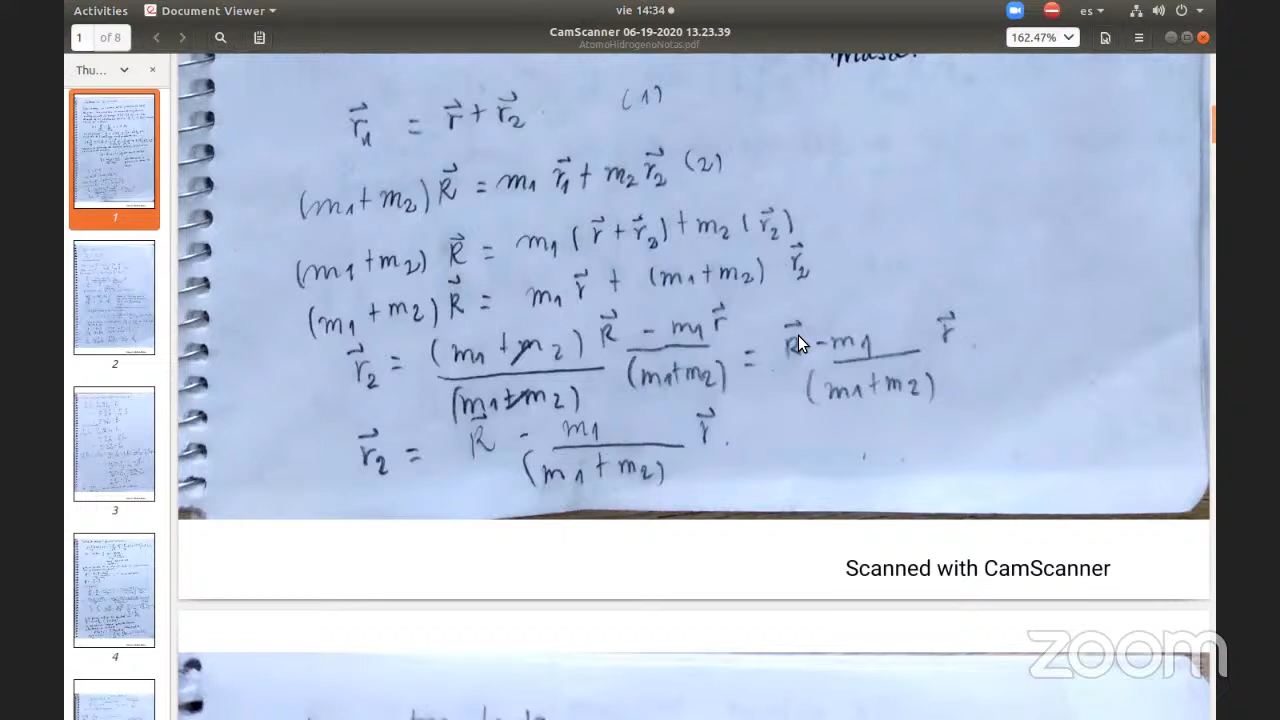 Activities Document Viewer vie 14:34 es
1 of 8 CamScanner 06-19-2020 13.23.39 162.47%
AtomoHidrogenoNotas.pdf
Thu...
masa.
r⃗₁ = r⃗ + r⃗₂ (1)
(m₁+m₂) R⃗ = m₁ r⃗₁ + m₂ r⃗₂ (2)
(m₁+m₂) R⃗ = m₁ (r⃗ + r⃗₂) + m₂ (r⃗₂)
(m₁+m₂) R⃗ = m₁ r⃗ + (m₁+m₂) r⃗₂
r⃗₂ = (m₁+m₂)/(m₁+m₂) R⃗ - m₁ r⃗/(m₁+m₂) = R⃗ - m₁/(m₁+m₂) r⃗
r⃗₂ = R⃗ - m₁/(m₁+m₂) r⃗.
Scanned with CamScanner
1
2
3
4
zoom